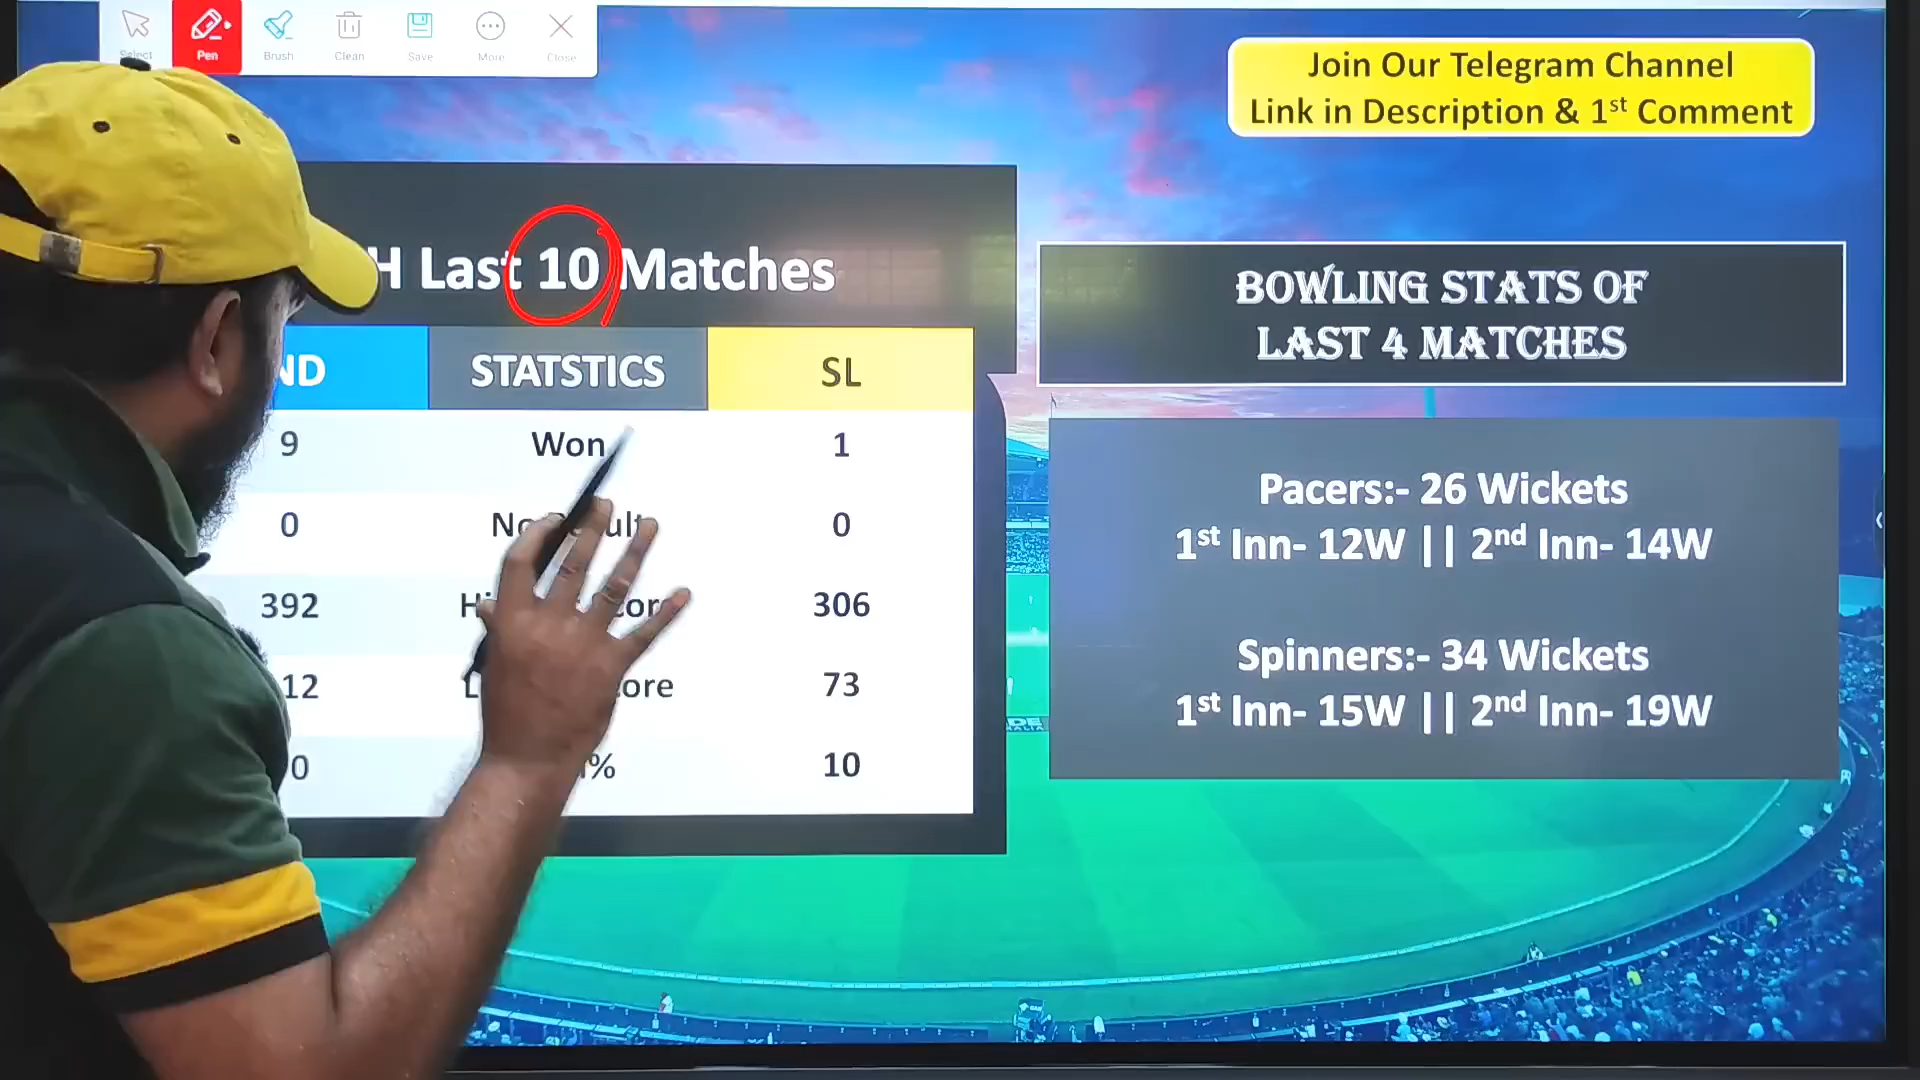 Select Pen Brush Clean Save More Close
Join Our Telegram Channel
Link in Description & 1st Comment
H Last 10 Matches
ND STATSTICS SL
9 Won 1
0 0
392 306
12 73
0 % 10
BOWLING STATS OF
LAST 4 MATCHES
Pacers:- 26 Wickets
1st Inn- 12W || 2nd Inn- 14W
Spinners:- 34 Wickets
1st Inn- 15W || 2nd Inn- 19W